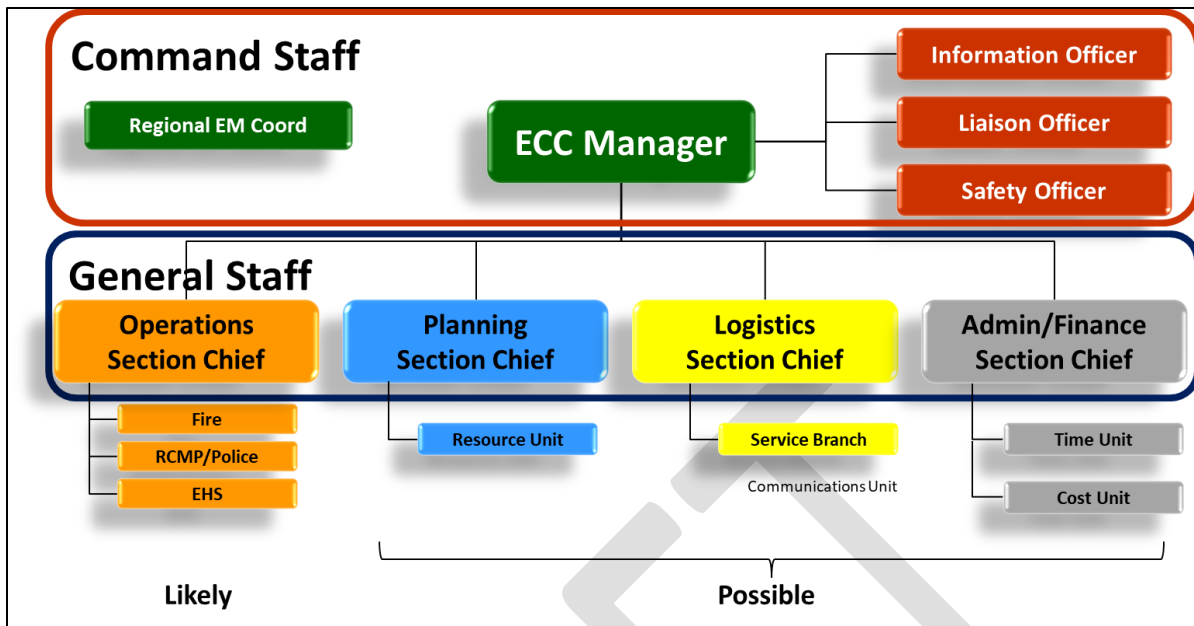 Command Staff
Regional EM Coord
ECC Manager
Information Officer
Liaison Officer
Safety Officer
General Staff
Operations
Section Chief
Planning
Section Chief
Logistics
Section Chief
Admin/Finance
Section Chief
Fire
RCMP/Police
EHS
Resource Unit
Service Branch
Communications Unit
Time Unit
Cost Unit
Likely
Possible